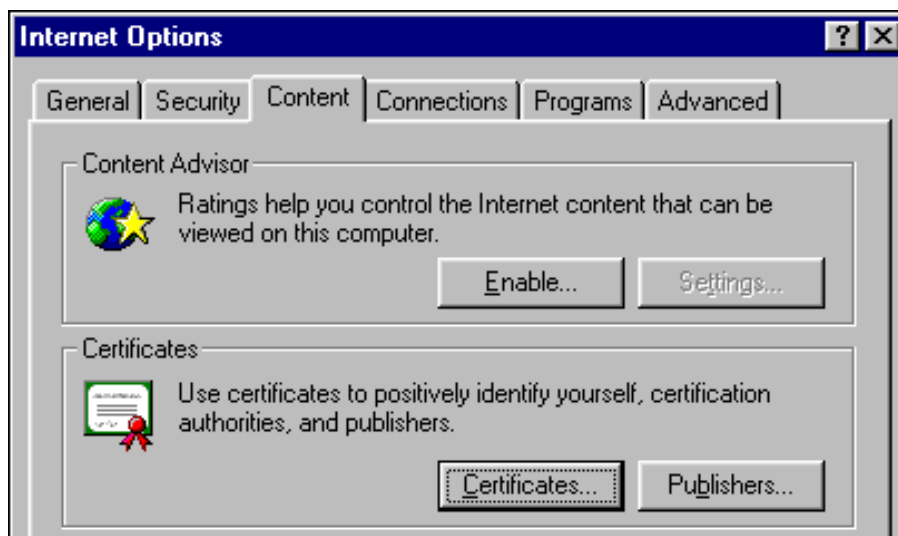 Internet Options
General Security Content Connections Programs Advanced
Content Advisor
Ratings help you control the Internet content that can be
viewed on this computer.
Enable... Settings...
Certificates
Use certificates to positively identify yourself, certification
authorities, and publishers.
Certificates... Publishers...